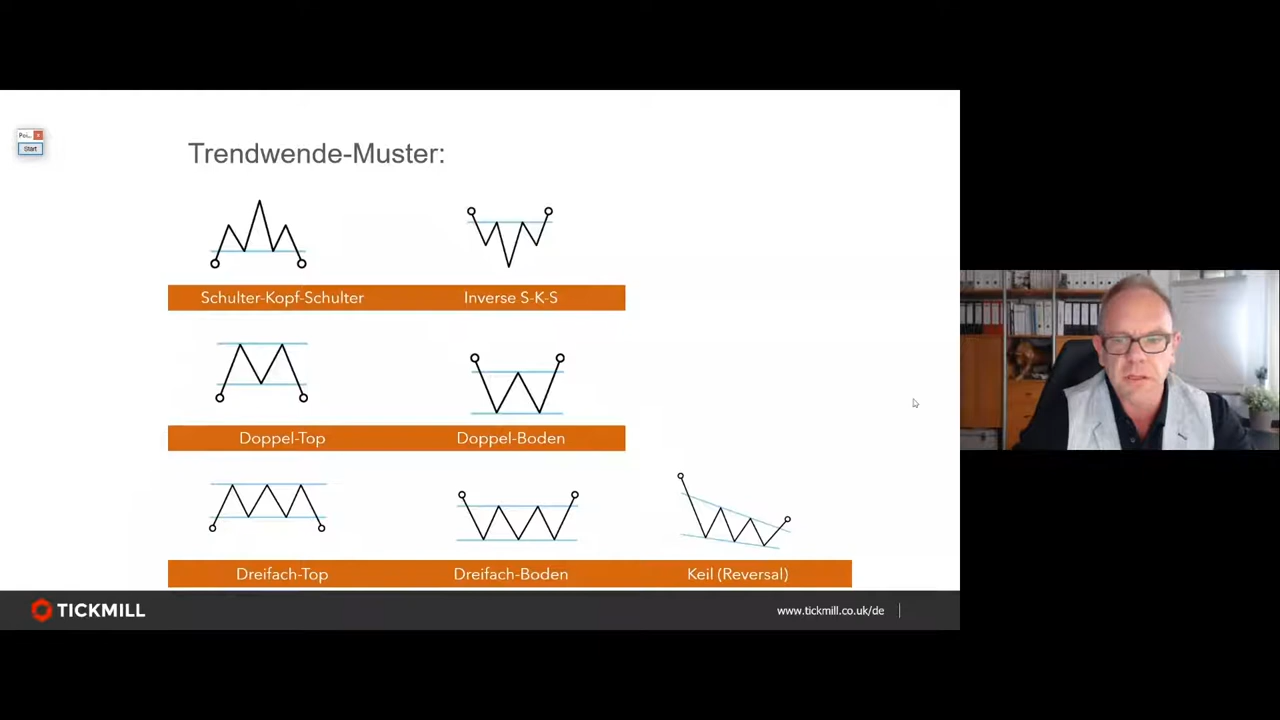 Poi...
Start
Trendwende-Muster:
Schulter-Kopf-Schulter
Inverse S-K-S
Doppel-Top
Doppel-Boden
Dreifach-Top
Dreifach-Boden
Keil (Reversal)
TICKMILL
www.tickmill.co.uk/de